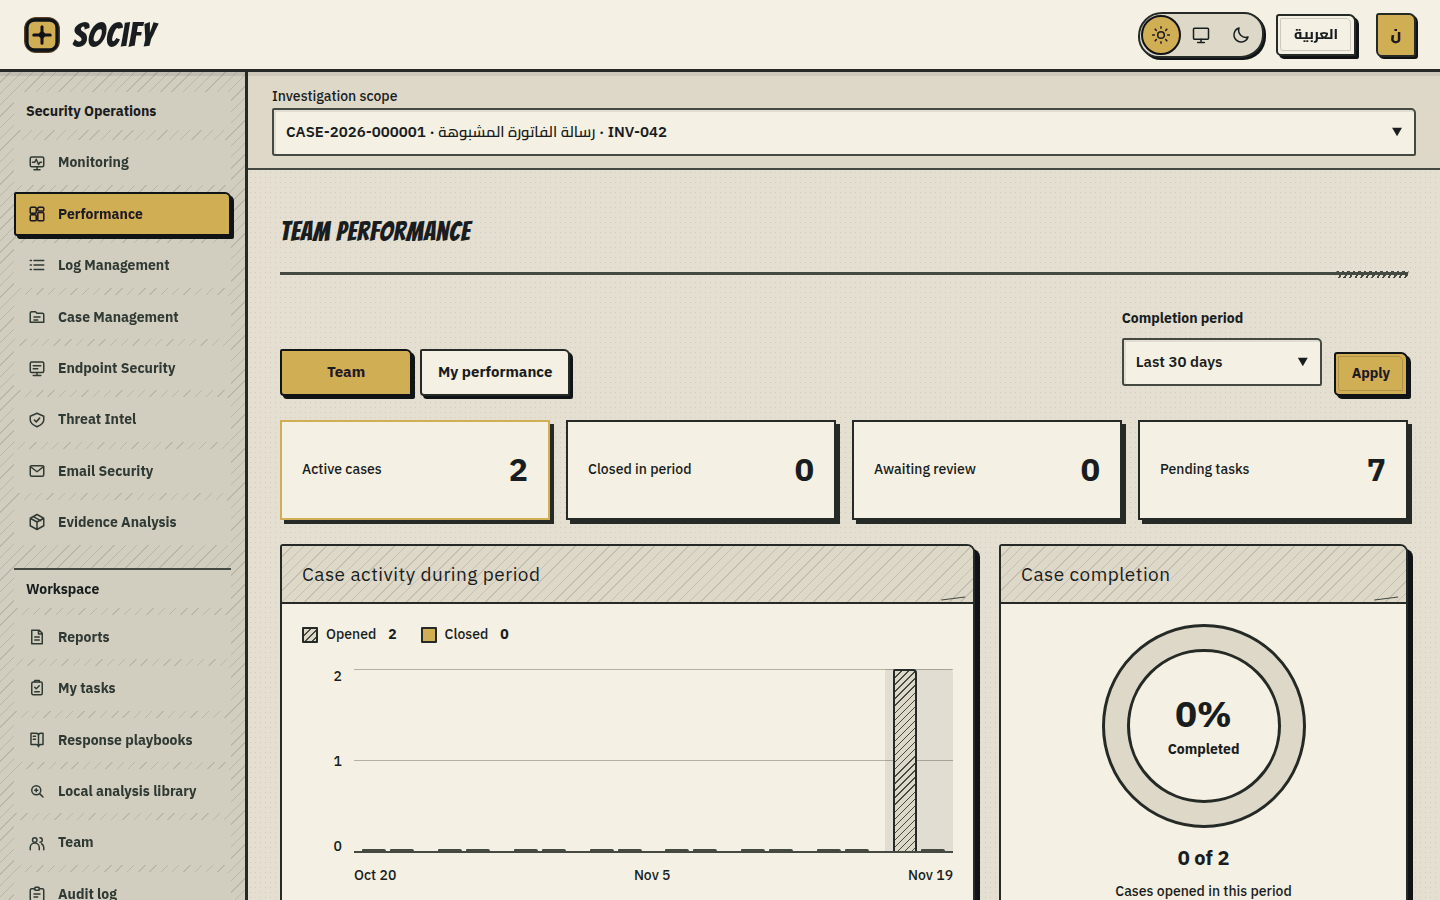 SOCIFY
العربية
ن
Security Operations
Monitoring
Performance
Log Management
Case Management
Endpoint Security
Threat Intel
Email Security
Evidence Analysis
Workspace
Reports
My tasks
Response playbooks
Local analysis library
Team
Audit log
Investigation scope
CASE-2026-000001 · رسالة الفاتورة المشبوهة · INV-042
TEAM PERFORMANCE
Completion period
Team
My performance
Last 30 days
Apply
Active cases 2
Closed in period 0
Awaiting review 0
Pending tasks 7
Case activity during period
Opened 2 Closed 0
2
1
0
Oct 20 Nov 5 Nov 19
Case completion
0%
Completed
0 of 2
Cases opened in this period